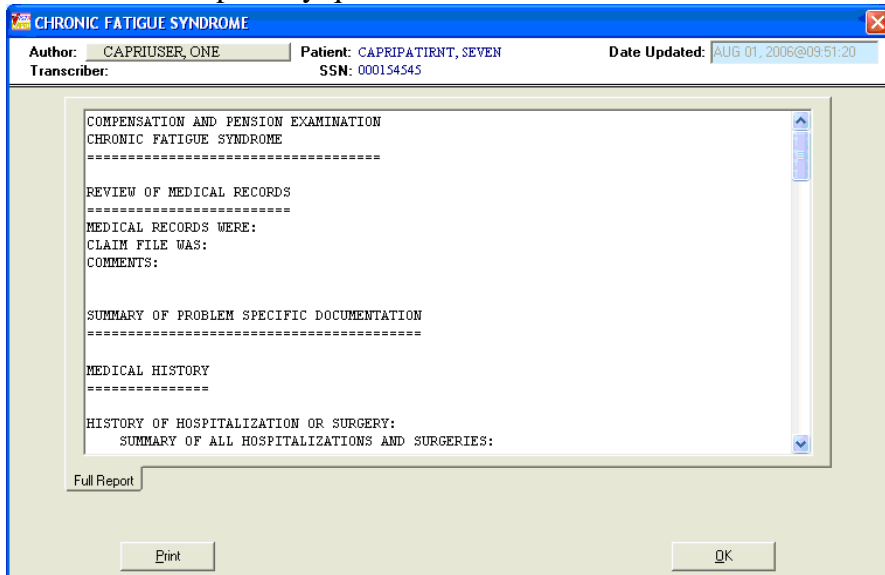 CHRONIC FATIGUE SYNDROME
Author: CAPRIUSER, ONE Patient: CAPRIPATIRNT, SEVEN Date Updated: AUG 01, 2006@09:51:20
Transcriber: SSN: 000154545
COMPENSATION AND PENSION EXAMINATION
CHRONIC FATIGUE SYNDROME
===================================
REVIEW OF MEDICAL RECORDS
=========================
MEDICAL RECORDS WERE:
CLAIM FILE WAS:
COMMENTS:
SUMMARY OF PROBLEM SPECIFIC DOCUMENTATION
=========================================
MEDICAL HISTORY
===============
HISTORY OF HOSPITALIZATION OR SURGERY:
SUMMARY OF ALL HOSPITALIZATIONS AND SURGERIES:
Full Report
Print OK